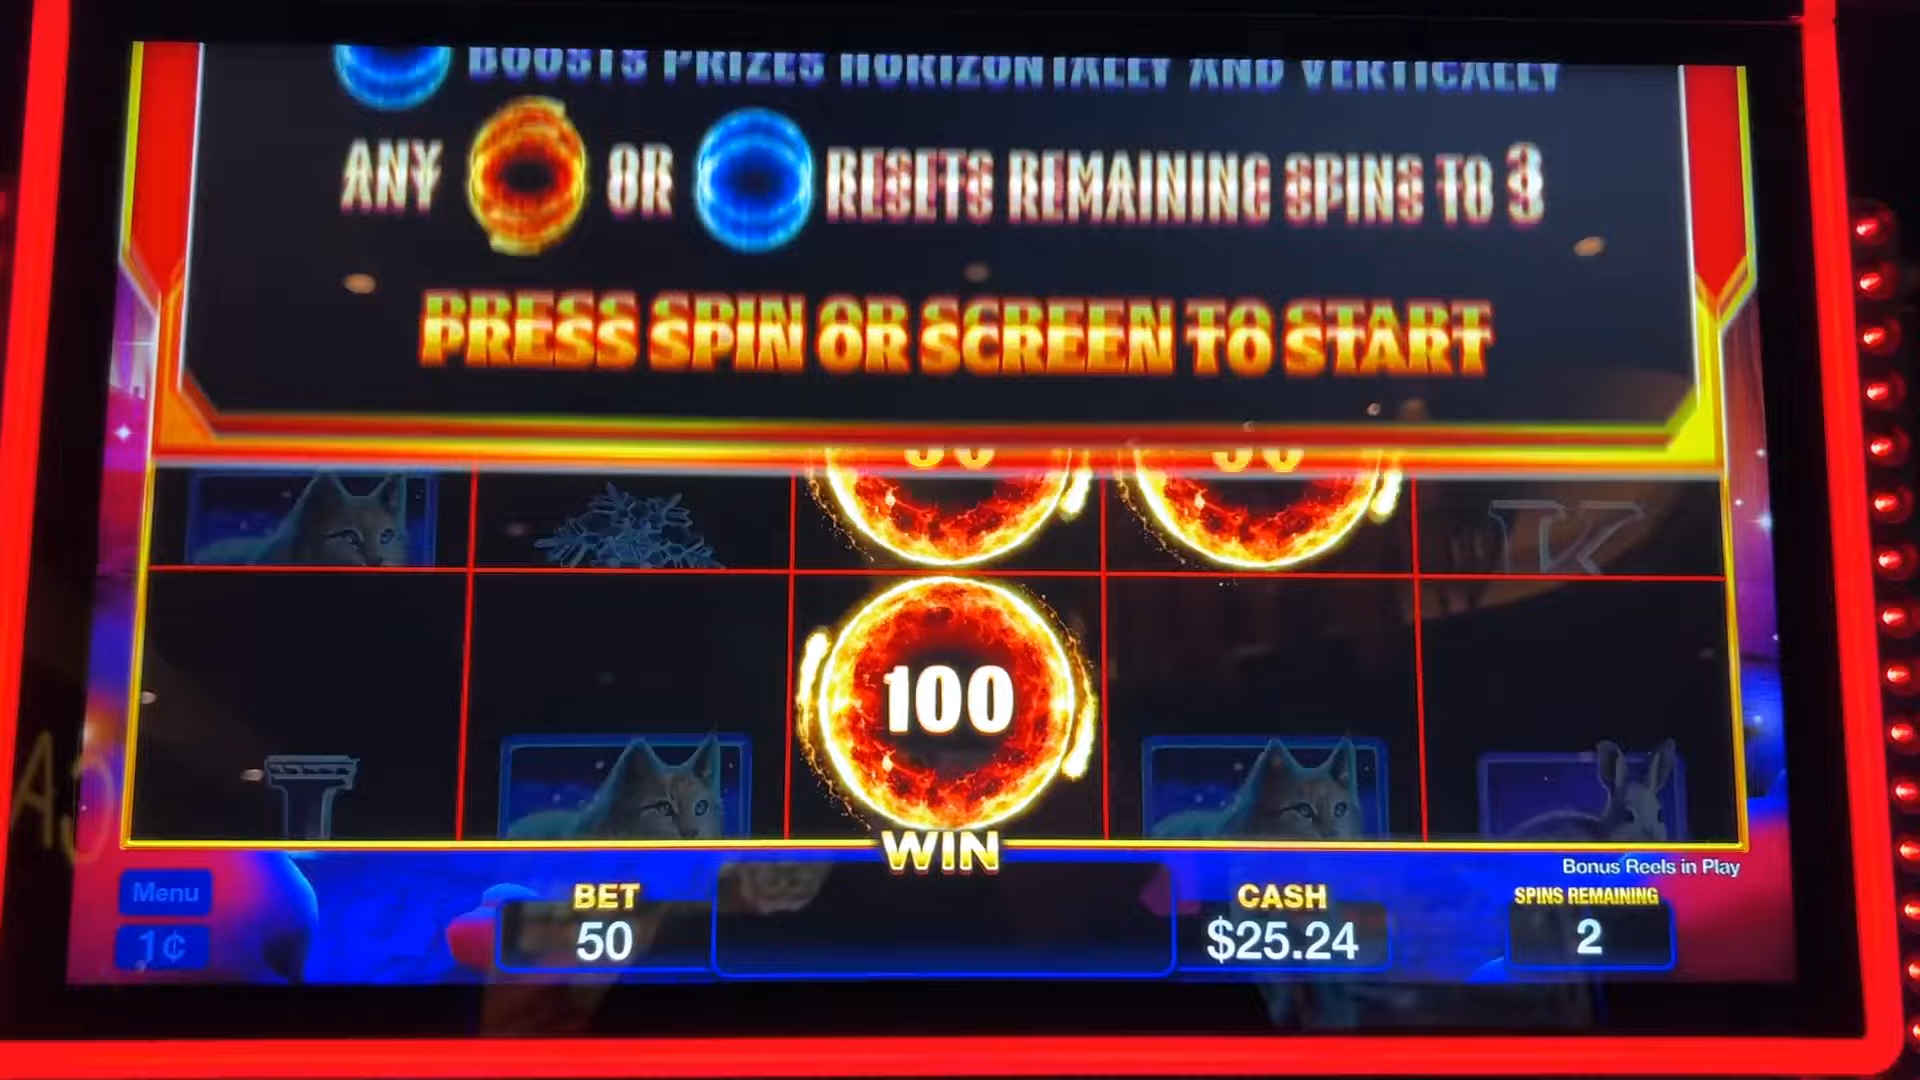 BOOSTS PRIZES HORIZONTALLY AND VERTICALLY
ANY OR RESETS REMAINING SPINS TO 3
PRESS SPIN OR SCREEN TO START
K
100
WIN
Bonus Reels in Play
Menu
BET
CASH
SPINS REMAINING
1¢
50
$25.24
2